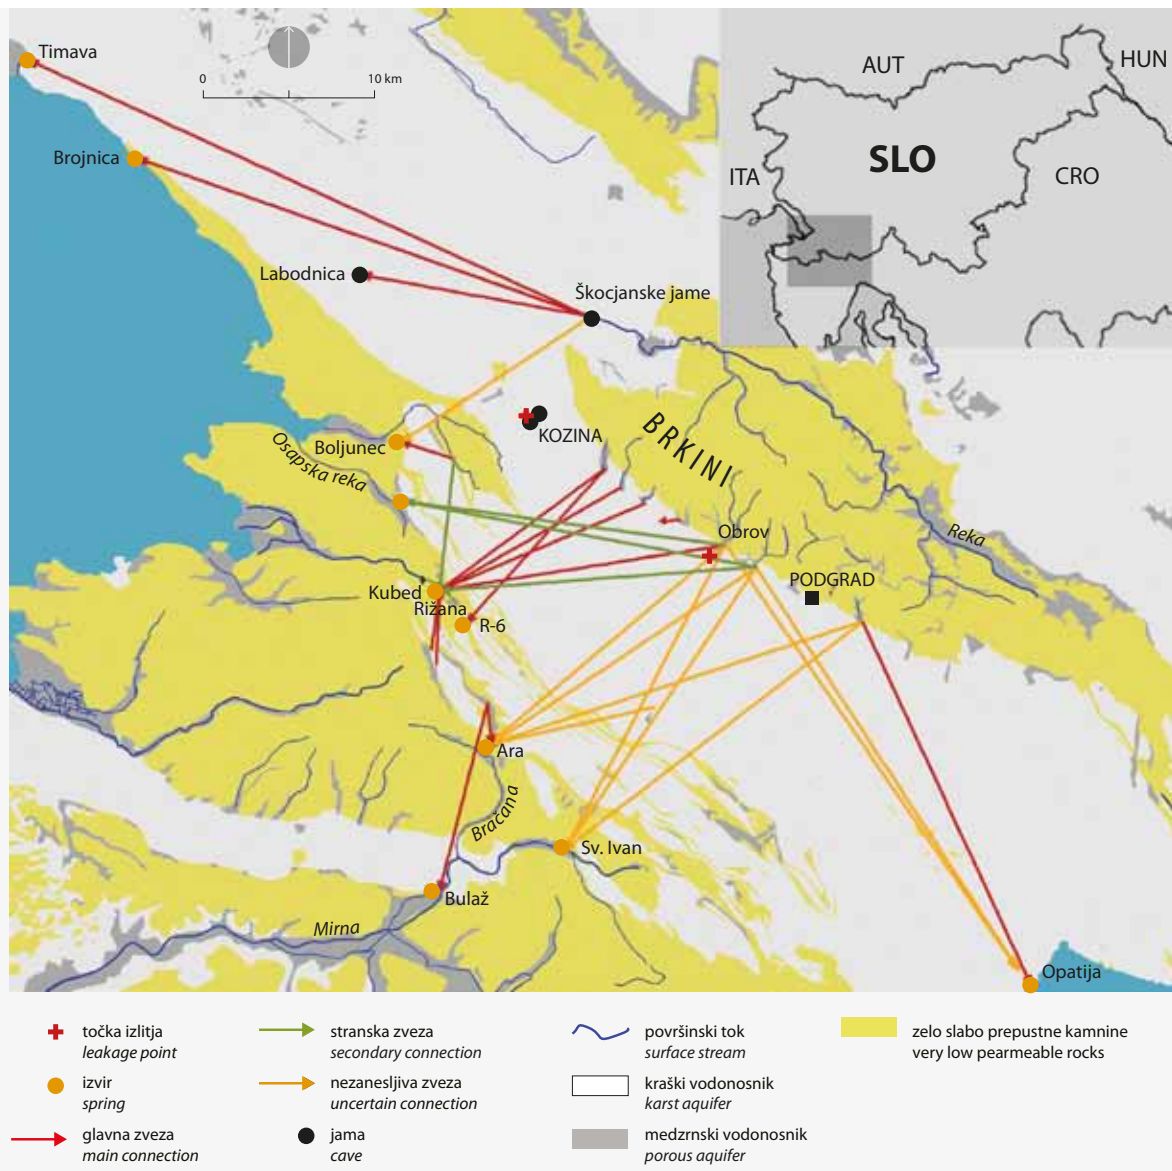 Timava
0 10 km
AUT
HUN
SLO
ITA
CRO
Brojnica
Labodnica
Škocjanske jame
KOZINA
BRKINI
Boljunec
Osapska reka
Obrov
Reka
PODGRAD
Kubed
Rižana
R-6
Ara
Bračana
Sv. Ivan
Bulaž
Mirna
Opatija
točka izlitja
leakage point
izvir
spring
glavna zveza
main connection
stranska zveza
secondary connection
nezanesljiva zveza
uncertain connection
jama
cave
površinski tok
surface stream
kraški vodonosnik
karst aquifer
medzrnski vodonosnik
porous aquifer
zelo slabo prepustne kamnine
very low pearmeable rocks